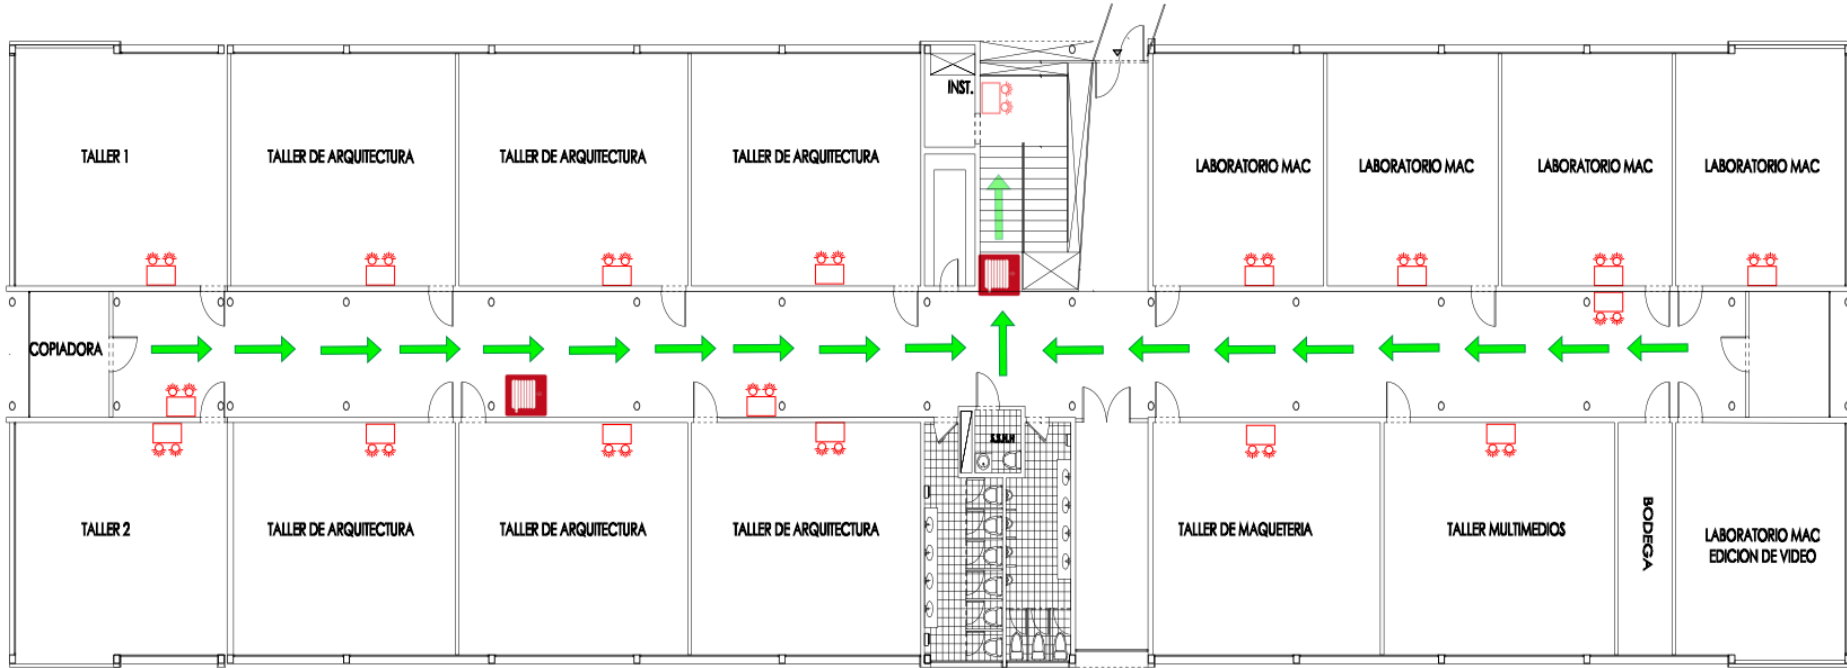 INST.
TALLER 1
TALLER DE ARQUITECTURA
TALLER DE ARQUITECTURA
TALLER DE ARQUITECTURA
LABORATORIO MAC
LABORATORIO MAC
LABORATORIO MAC
LABORATORIO MAC
COPIADORA
S.S.H.H
TALLER 2
TALLER DE ARQUITECTURA
TALLER DE ARQUITECTURA
TALLER DE ARQUITECTURA
TALLER DE MAQUETERIA
TALLER MULTIMEDIOS
BODEGA
LABORATORIO MAC
EDICION DE VIDEO